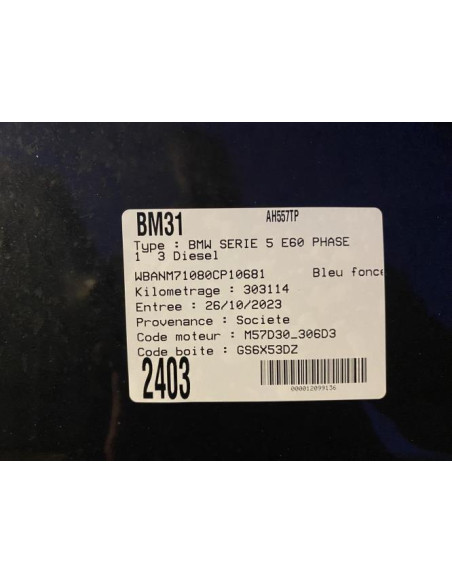 BM31 AH557TP
Type : BMW SERIE 5 E60 PHASE
1 3 Diesel
WBANM71080CP10681 Bleu fonce
Kilometrage : 303114
Entree : 26/10/2023
Provenance : Societe
Code moteur : M57D30_306D3
Code boite : GS6X53DZ
2403
000012099136